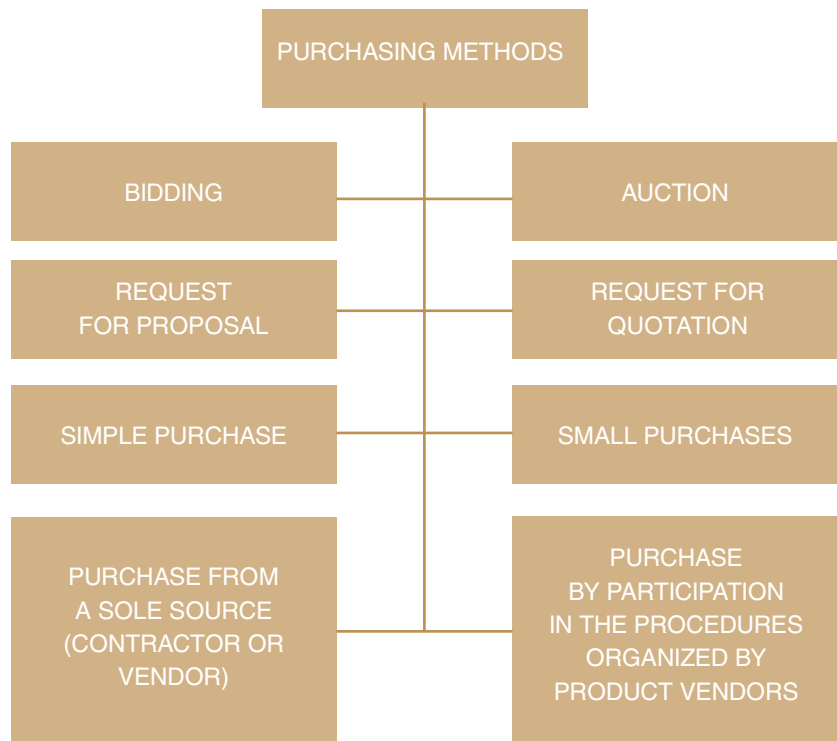 PURCHASING METHODS
BIDDING
AUCTION
REQUEST
FOR PROPOSAL
REQUEST FOR
QUOTATION
SIMPLE PURCHASE
SMALL PURCHASES
PURCHASE FROM
A SOLE SOURCE
(CONTRACTOR OR
VENDOR)
PURCHASE
BY PARTICIPATION
IN THE PROCEDURES
ORGANIZED BY
PRODUCT VENDORS